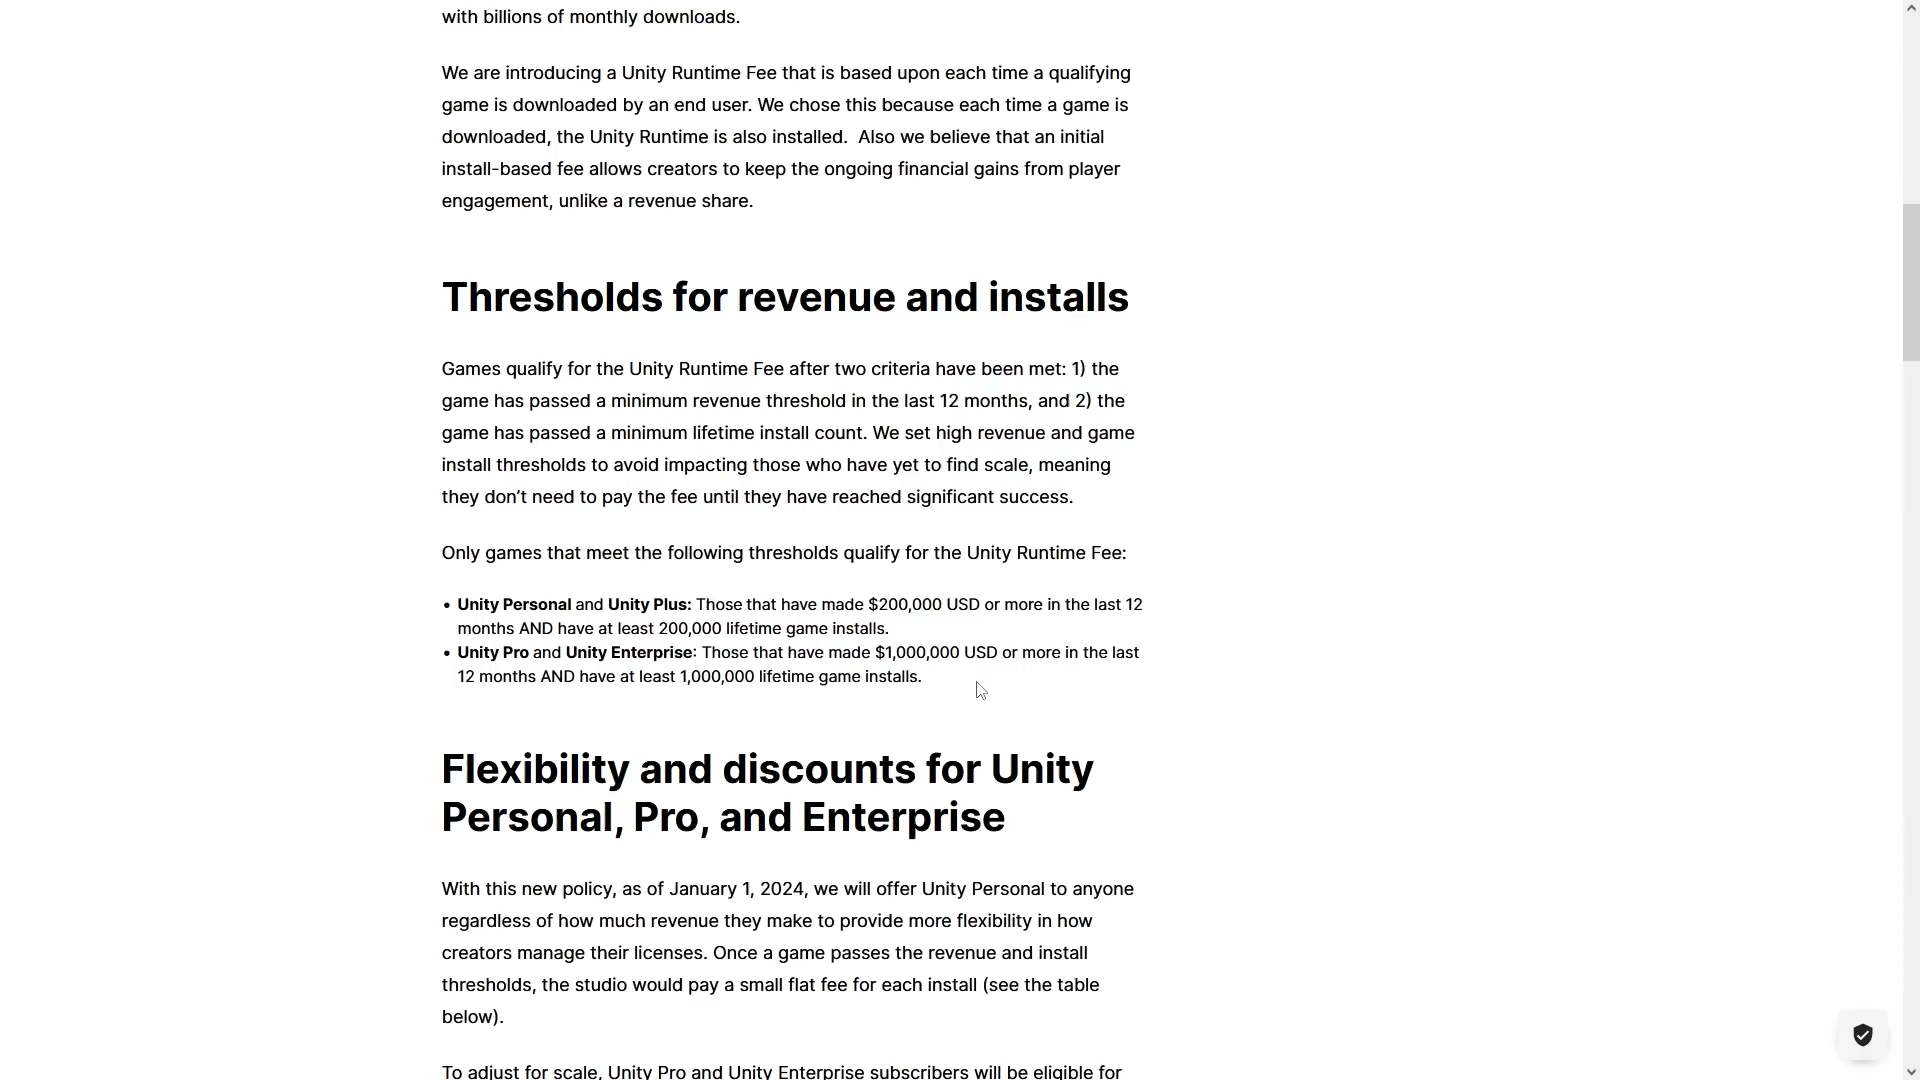 with billions of monthly downloads.
We are introducing a Unity Runtime Fee that is based upon each time a qualifying
game is downloaded by an end user. We chose this because each time a game is
downloaded, the Unity Runtime is also installed.  Also we believe that an initial
install-based fee allows creators to keep the ongoing financial gains from player
engagement, unlike a revenue share.
Thresholds for revenue and installs
Games qualify for the Unity Runtime Fee after two criteria have been met: 1) the
game has passed a minimum revenue threshold in the last 12 months, and 2) the
game has passed a minimum lifetime install count. We set high revenue and game
install thresholds to avoid impacting those who have yet to find scale, meaning
they don’t need to pay the fee until they have reached significant success.
Only games that meet the following thresholds qualify for the Unity Runtime Fee:
• Unity Personal and Unity Plus: Those that have made $200,000 USD or more in the last 12
months AND have at least 200,000 lifetime game installs.
• Unity Pro and Unity Enterprise: Those that have made $1,000,000 USD or more in the last
12 months AND have at least 1,000,000 lifetime game installs.
Flexibility and discounts for Unity
Personal, Pro, and Enterprise
With this new policy, as of January 1, 2024, we will offer Unity Personal to anyone
regardless of how much revenue they make to provide more flexibility in how
creators manage their licenses. Once a game passes the revenue and install
thresholds, the studio would pay a small flat fee for each install (see the table
below).
To adjust for scale, Unity Pro and Unity Enterprise subscribers will be eligible for